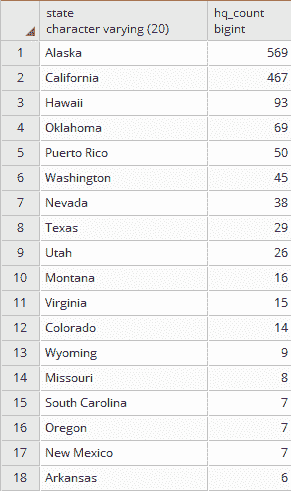 state hq_count
character varying (20) bigint
1 Alaska 569
2 California 467
3 Hawaii 93
4 Oklahoma 69
5 Puerto Rico 50
6 Washington 45
7 Nevada 38
8 Texas 29
9 Utah 26
10 Montana 16
11 Virginia 15
12 Colorado 14
13 Wyoming 9
14 Missouri 8
15 South Carolina 7
16 Oregon 7
17 New Mexico 7
18 Arkansas 6